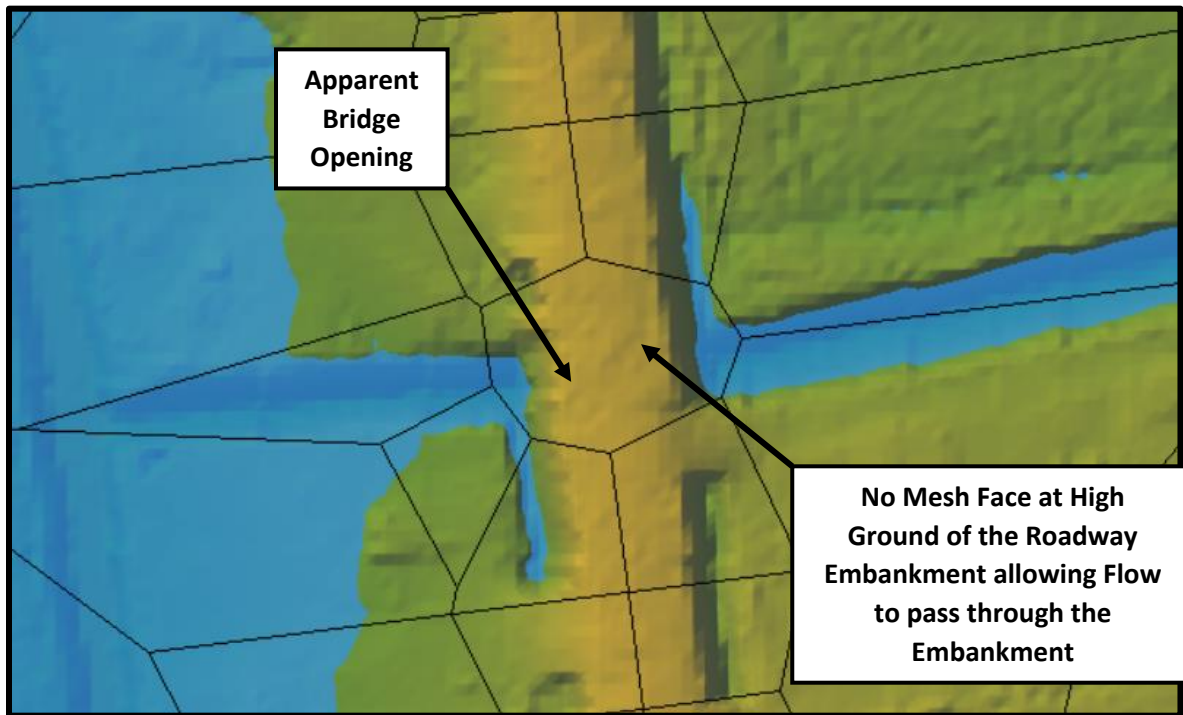 Apparent
Bridge
Opening
No Mesh Face at High
Ground of the Roadway
Embankment allowing Flow
to pass through the
Embankment